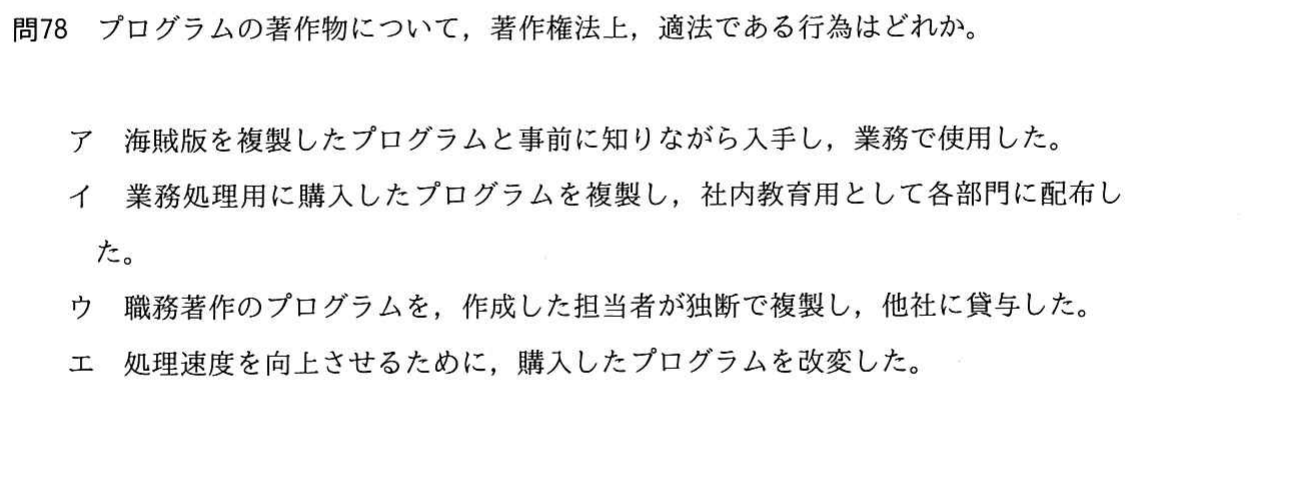 問78 プログラムの著作物について，著作権法上，適法である行為はどれか。
ア 海賊版を複製したプログラムと事前に知りながら入手し，業務で使用した。
イ 業務処理用に購入したプログラムを複製し，社内教育用として各部門に配布し
た。
ウ 職務著作のプログラムを，作成した担当者が独断で複製し，他社に貸与した。
エ 処理速度を向上させるために，購入したプログラムを改変した。